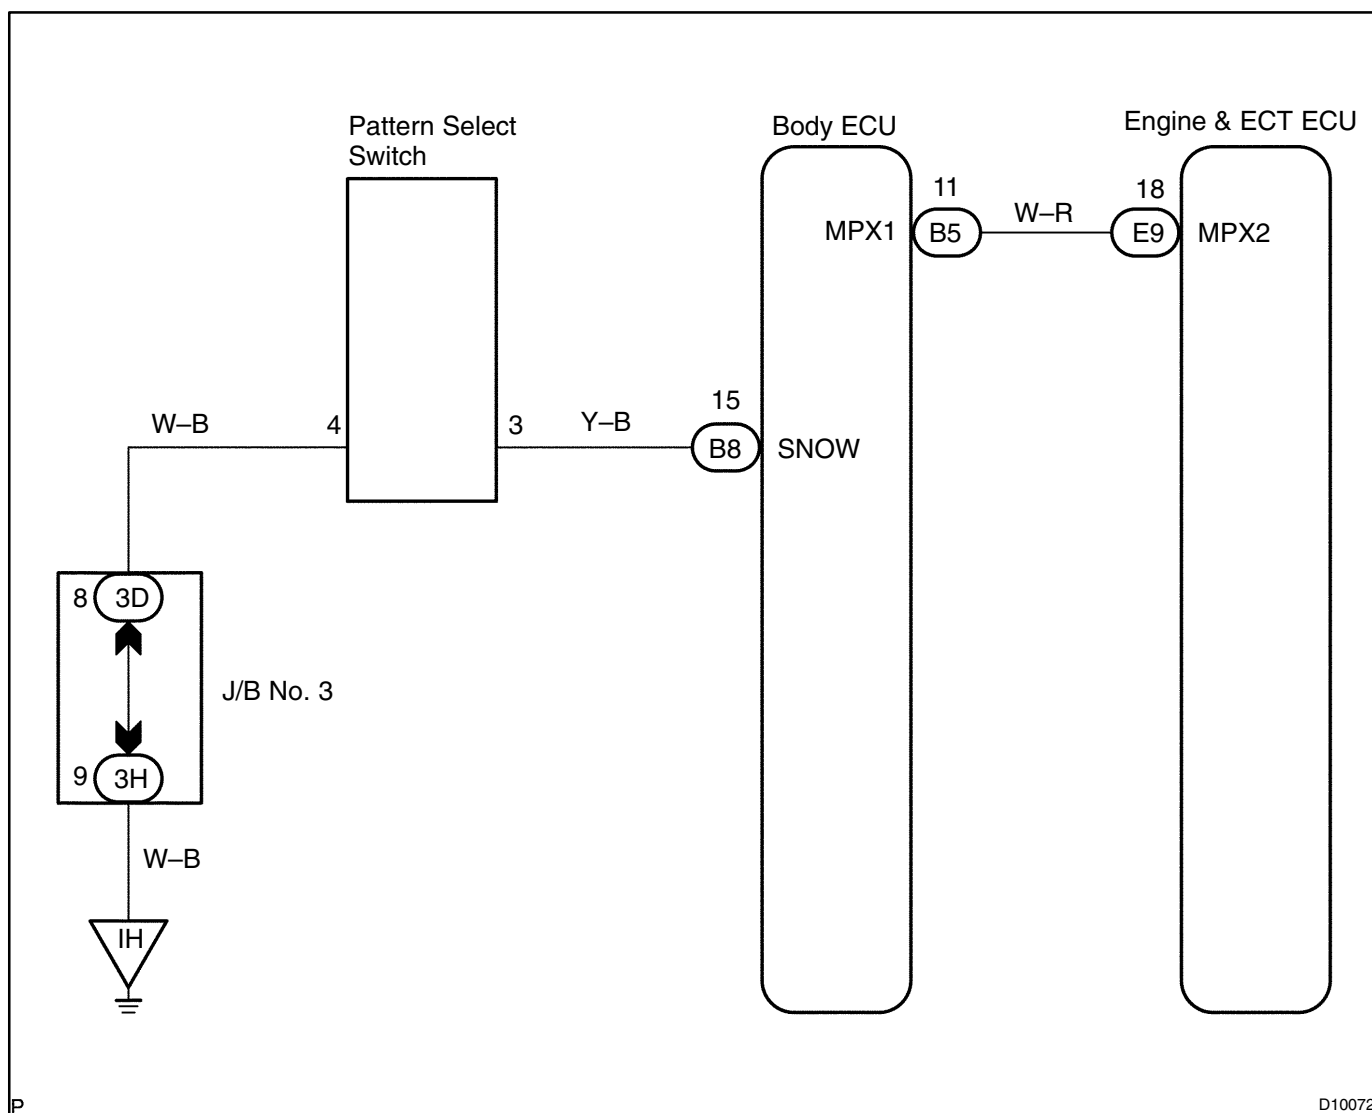 Pattern Select
Switch
Body ECU
Engine & ECT ECU
11
18
W–R
MPX1
B5
E9
MPX2
15
W–B
4
3
Y–B
B8
SNOW
8
3D
J/B No. 3
9
3H
W–B
IH
P
D10072